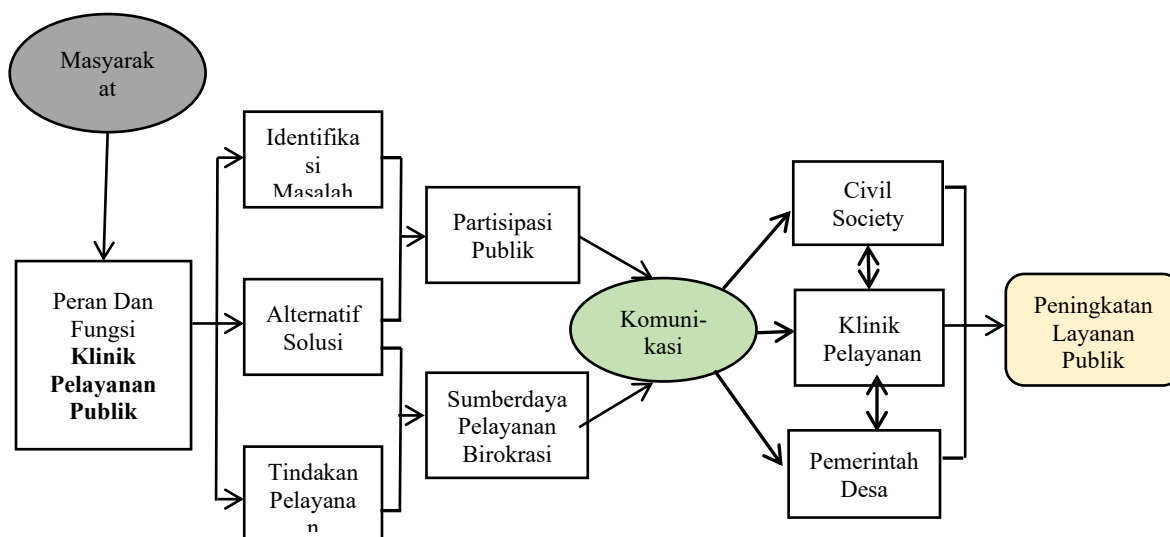 Masyarak
at
Identifika
si
Masalah
Partisipasi
Publik
Civil
Society
Peran Dan
Fungsi
Klinik
Pelayanan
Publik
Alternatif
Solusi
Komuni-
kasi
Klinik
Pelayanan
Peningkatan
Layanan
Publik
Sumberdaya
Pelayanan
Birokrasi
Tindakan
Pelayana
n
Pemerintah
Desa